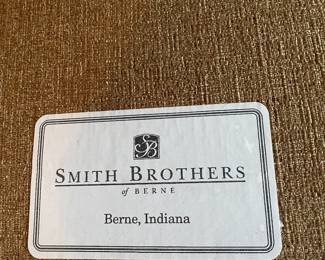 SB
SMITH BROTHERS
of BERNE
Berne, Indiana